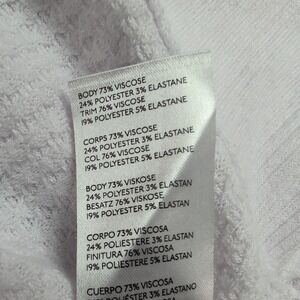 BODY 73% VISCOSE
24% POLYESTER 3% ELASTANE
TRIM 76% VISCOSE
19% POLYESTER 5% ELASTANE
CORPS 73% VISCOSE
24% POLYESTER 3% ELASTANE
COL 76% VISCOSE
19% POLYESTER 5% ELASTANE
BODY 73% VISKOSE
24% POLYESTER 3% ELASTAN
BESATZ 76% VISKOSE
19% POLYESTER 5% ELASTAN
CORPO 73% VISCOSA
24% POLIESTERE 3% ELASTAN
FINITURA 76% VISCOSA
19% POLIESTERE 5% ELASTAN
CUERPO 73% VISCOSA
3% ELASTANO
VISCOSA